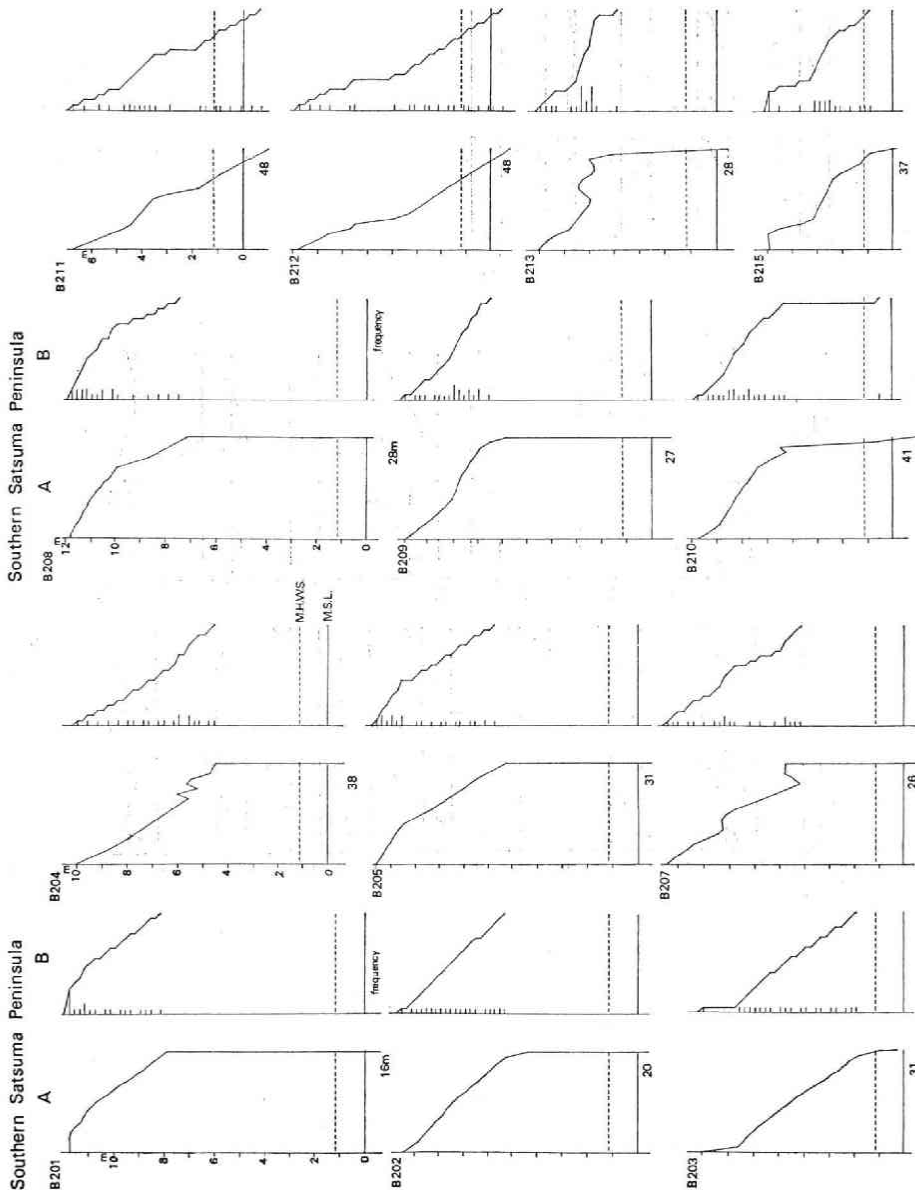 Southern Satsuma Peninsula
A B
B201
m
10
8
6
4
2
0
16m
frequency
B202
20
B203
21
B204
m
10
8
6
4
2
0
38
M.H.W.S.
M.S.L.
B205
31
B207
26
Southern Satsuma Peninsula
A B
B208
m
12
10
8
6
4
2
0
28m
frequency
B209
27
B210
41
B211
m
6
4
2
0
48
B212
48
B213
28
B215
37